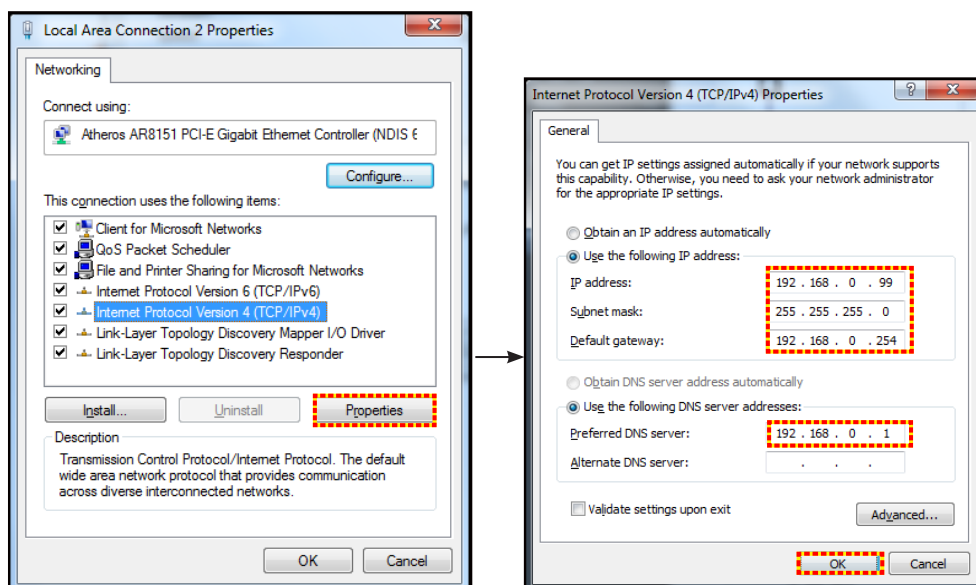 Local Area Connection 2 Properties
Networking
Connect using:
Atheros AR8151 PCI-E Gigabit Ethernet Controller (NDIS 6
Configure...
This connection uses the following items:
Client for Microsoft Networks
QoS Packet Scheduler
File and Printer Sharing for Microsoft Networks
Internet Protocol Version 6 (TCP/IPv6)
Internet Protocol Version 4 (TCP/IPv4)
Link-Layer Topology Discovery Mapper I/O Driver
Link-Layer Topology Discovery Responder
Install...
Uninstall
Properties
Description
Transmission Control Protocol/Internet Protocol. The default
wide area network protocol that provides communication
across diverse interconnected networks.
OK
Cancel
Internet Protocol Version 4 (TCP/IPv4) Properties
General
You can get IP settings assigned automatically if your network supports
this capability. Otherwise, you need to ask your network administrator
for the appropriate IP settings.
Obtain an IP address automatically
Use the following IP address:
IP address: 192 . 168 . 0 . 99
Subnet mask: 255 . 255 . 255 . 0
Default gateway: 192 . 168 . 0 . 254
Obtain DNS server address automatically
Use the following DNS server addresses:
Preferred DNS server: 192 . 168 . 0 . 1
Alternate DNS server: . . .
Validate settings upon exit
Advanced...
OK
Cancel